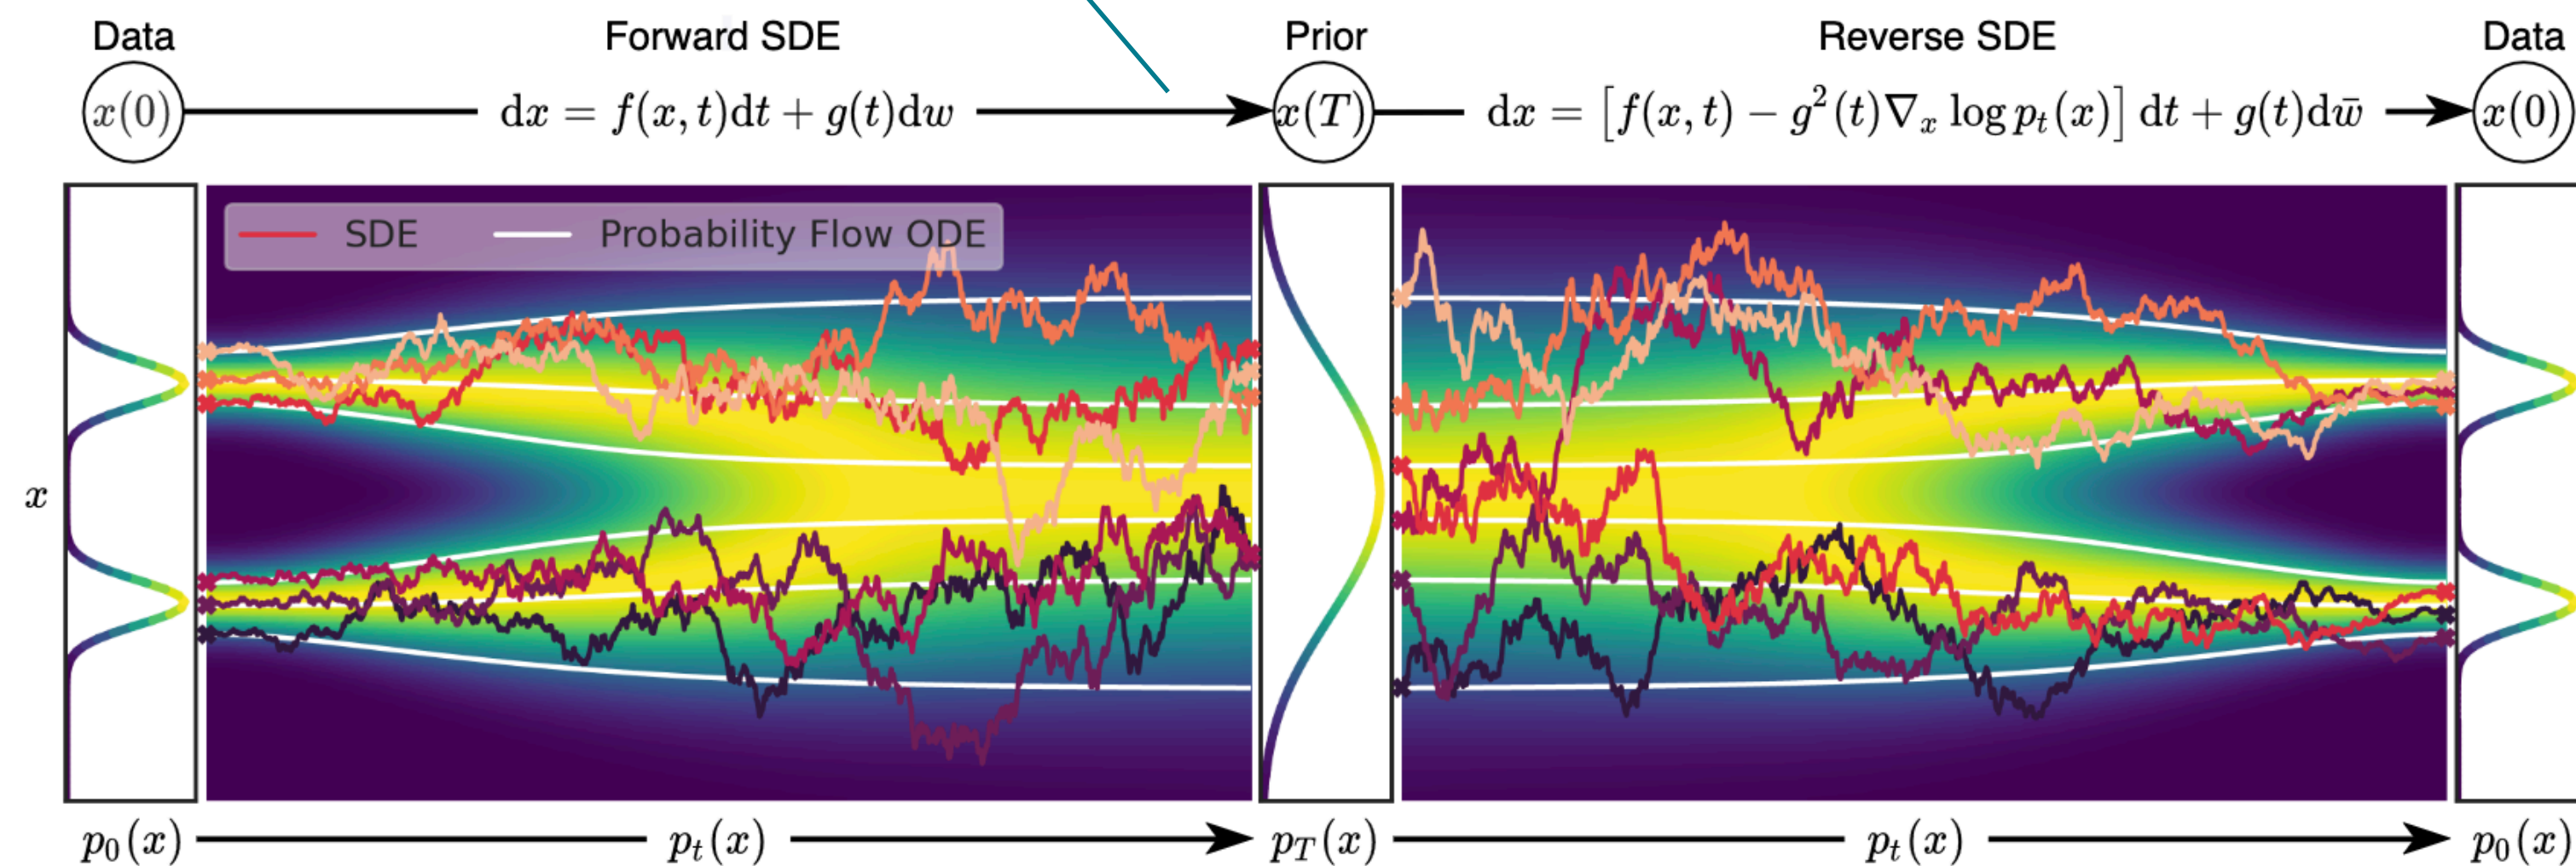 Data Forward SDE Prior Reverse SDE Data
x(0) dx = f(x, t)dt + g(t)dw x(T) dx = [f(x, t) − g²(t)∇ₓ log pₜ(x)] dt + g(t)dw̄ x(0)
SDE Probability Flow ODE
x
p₀(x) pₜ(x) p_T(x) pₜ(x) p₀(x)